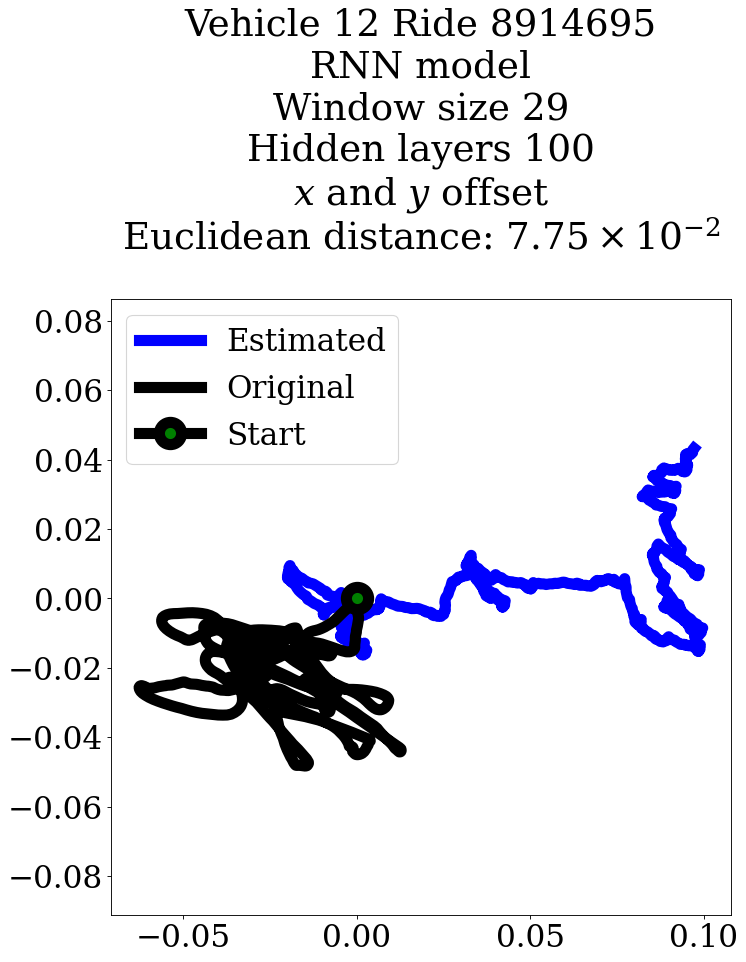 Vehicle 12 Ride 8914695
RNN model
Window size 29
Hidden layers 100
x and y offset
Euclidean distance: 7.75 × 10⁻²
Estimated
Original
Start
0.08
0.06
0.04
0.02
0.00
−0.02
−0.04
−0.06
−0.08
−0.05 0.00 0.05 0.10